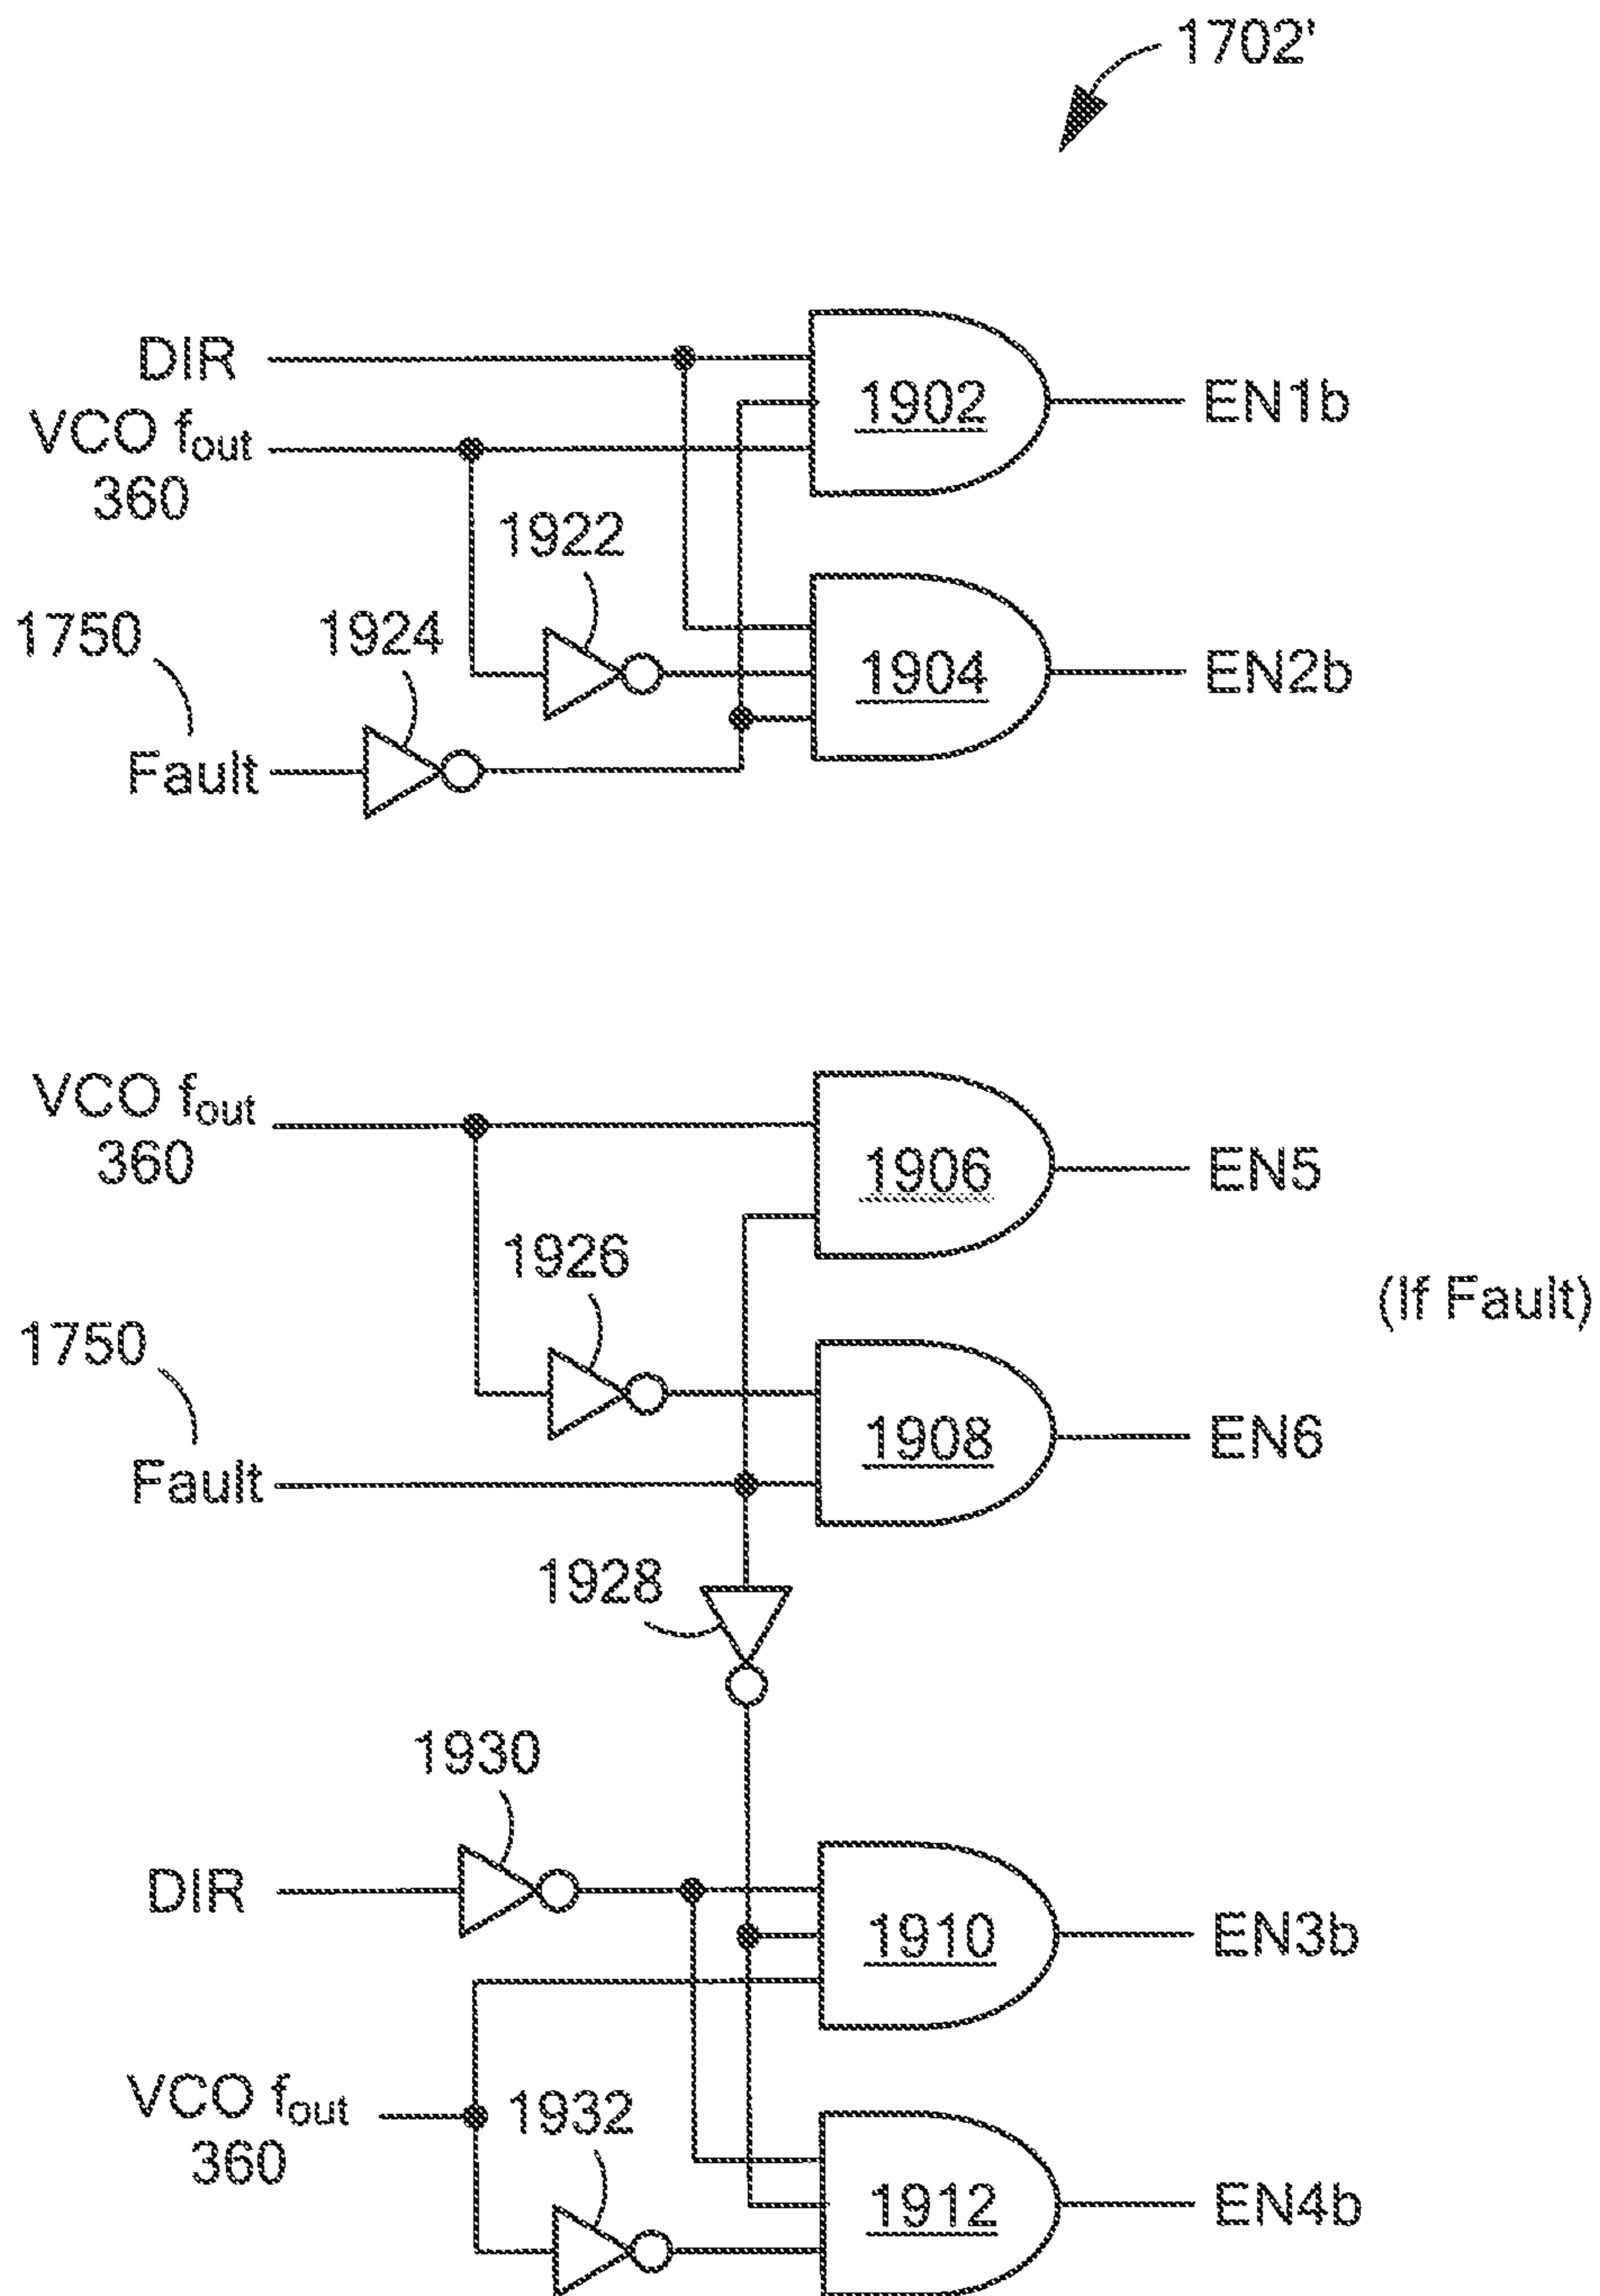 1702'
DIR
1902
EN1b
VCO fout
360
1922
1750
1924
1904
EN2b
Fault
VCO fout
360
1906
EN5
1926
(If Fault)
1750
1908
EN6
Fault
1928
1930
DIR
1910
EN3b
VCO fout
360
1932
1912
EN4b